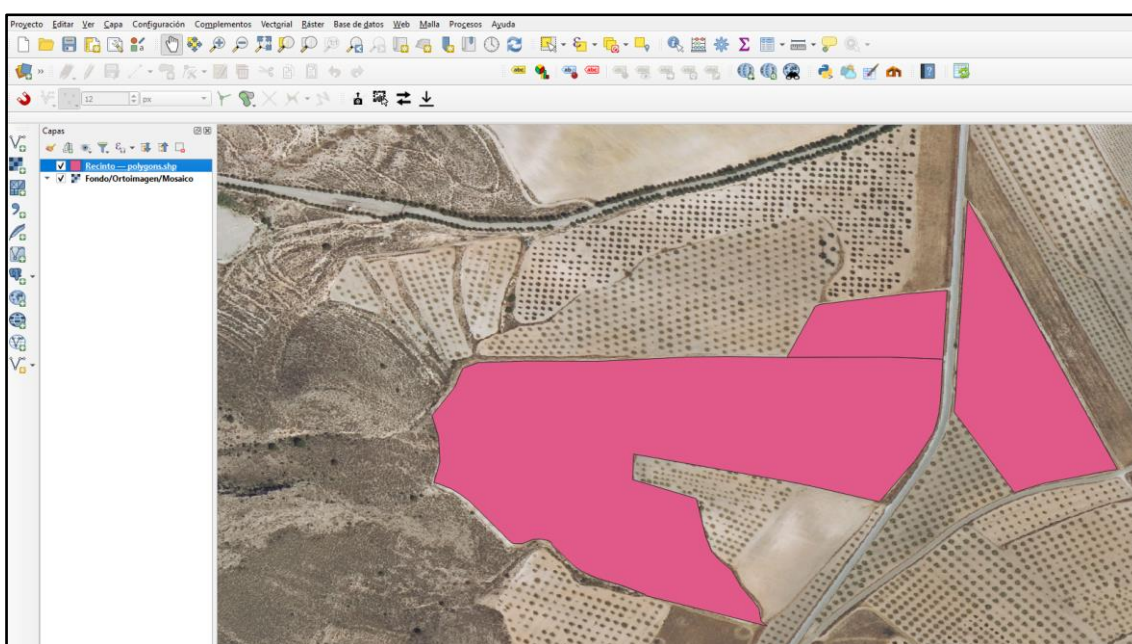 Proyecto Editar Ver Capa Configuración Complementos Vectorial Ráster Base de datos Web Malla Procesos Ayuda
12 px
Capas
Recinto — polygons.shp
Fondo/Ortoimagen/Mosaico